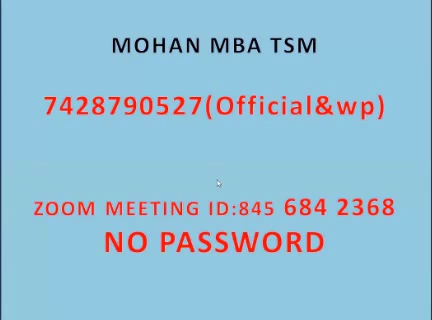 MOHAN MBA TSM
7428790527(Official&wp)
ZOOM MEETING ID:845 684 2368
NO PASSWORD